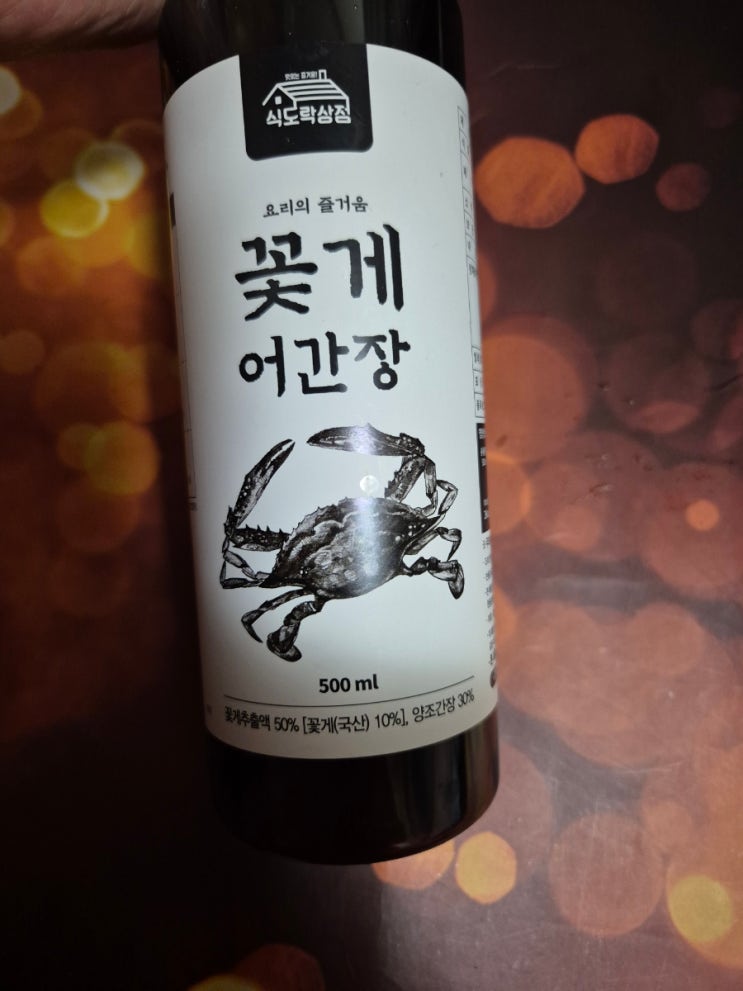 맛있는 즐거움!
식도락상점
요리의 즐거움
꽃게
어간장
500 ml
꽃게추출액 50% [꽃게(국산) 10%], 양조간장 30%